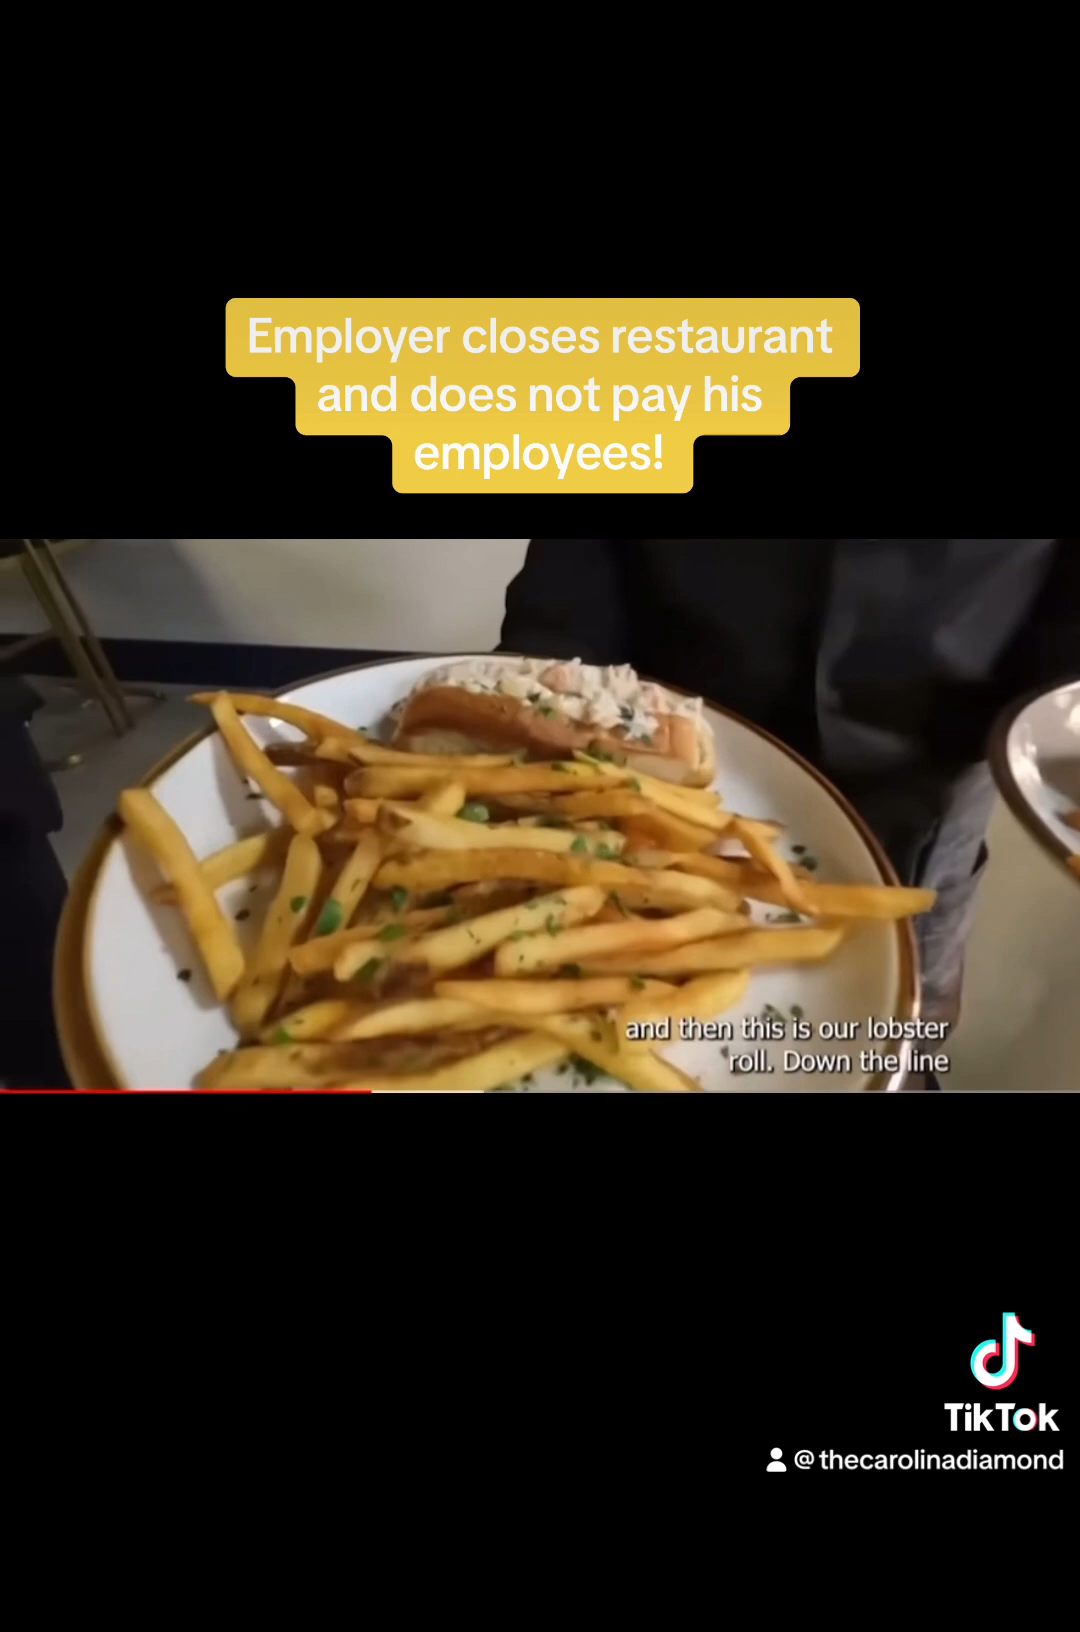 Employer closes restaurant
and does not pay his
employees!
and then this is our lobster
roll. Down the line
TikTok
@thecarolinadiamond